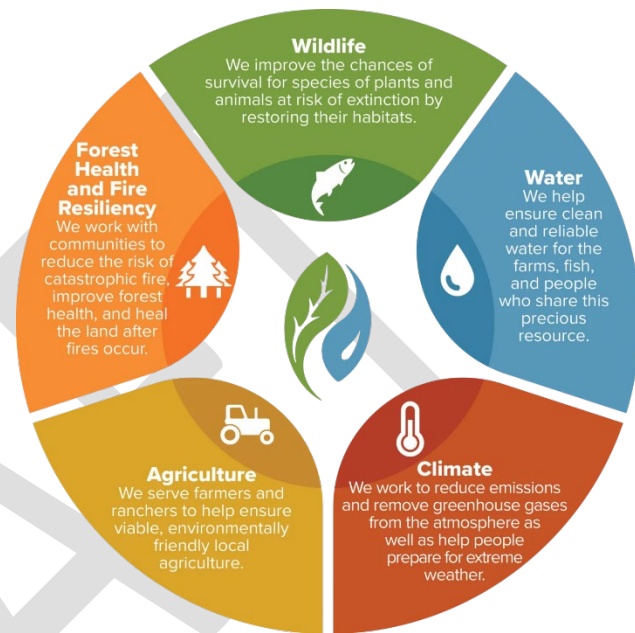 Wildlife
We improve the chances of
survival for species of plants and
animals at risk of extinction by
restoring their habitats.
Water
We help
ensure clean
and reliable
water for the
farms, fish,
and people
who share this
precious
resource.
Climate
We work to reduce emissions
and remove greenhouse gases
from the atmosphere as
well as help people
prepare for extreme
weather.
Agriculture
We serve farmers and
ranchers to help ensure
viable, environmentally
friendly local
agriculture.
Forest
Health
and Fire
Resiliency
We work with
communities to
reduce the risk of
catastrophic fire,
improve forest
health, and heal
the land after
fires occur.